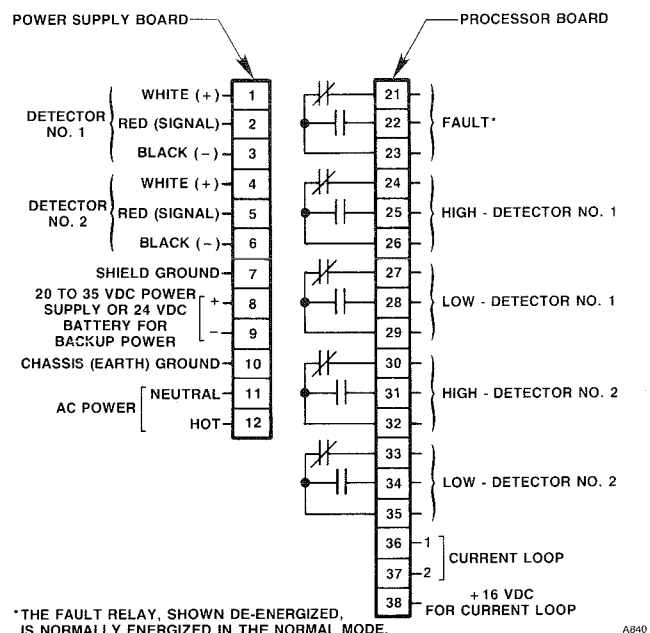 POWER SUPPLY BOARD
PROCESSOR BOARD
DETECTOR
NO. 1
WHITE (+)
RED (SIGNAL)
BLACK (−)
1
2
3
DETECTOR
NO. 2
WHITE (+)
RED (SIGNAL)
BLACK (−)
4
5
6
SHIELD GROUND
7
20 TO 35 VDC POWER
SUPPLY OR 24 VDC
BATTERY FOR
BACKUP POWER
+
−
8
9
CHASSIS (EARTH) GROUND
10
AC POWER
NEUTRAL
HOT
11
12
21
22
23
FAULT*
24
25
26
HIGH - DETECTOR NO. 1
27
28
29
LOW - DETECTOR NO. 1
30
31
32
HIGH - DETECTOR NO. 2
33
34
35
LOW - DETECTOR NO. 2
36
1
37
2
CURRENT LOOP
38
+16 VDC
FOR CURRENT LOOP
*THE FAULT RELAY, SHOWN DE-ENERGIZED,
IS NORMALLY ENERGIZED IN THE NORMAL MODE.
A840